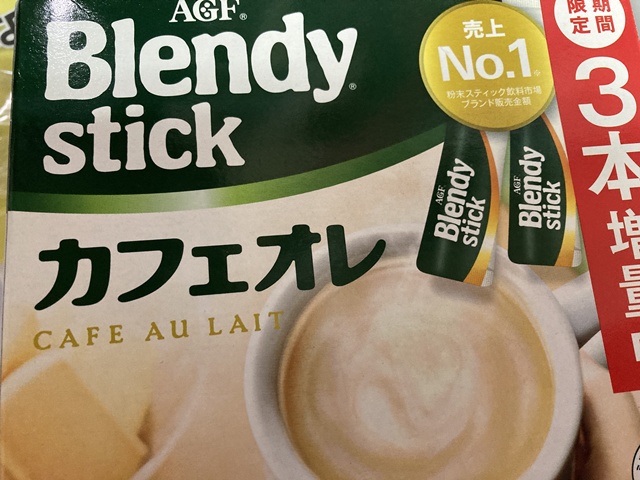 AGF®
Blendy®
stick
カフェオレ
CAFE AU LAIT
売上
No.1※
粉末スティック飲料市場
ブランド販売金額
AGF
Blendy
stick
AGF
Blendy
stick
期間
限定
3本増量